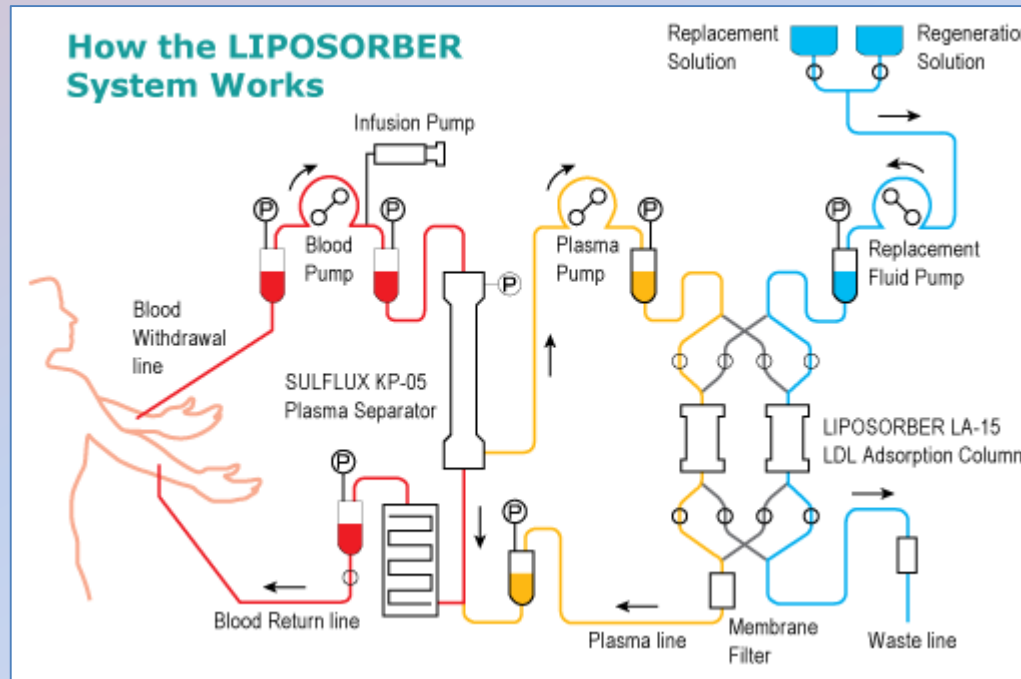 How the LIPOSORBER
System Works
Replacement
Solution
Regeneration
Solution
Infusion Pump
P
P
P
P
Blood
Pump
Plasma
Pump
Replacement
Fluid Pump
P
Blood
Withdrawal
line
SULFLUX KP-05
Plasma Separator
LIPOSORBER LA-15
LDL Adsorption Column
P
P
Blood Return line
Plasma line
Membrane
Filter
Waste line